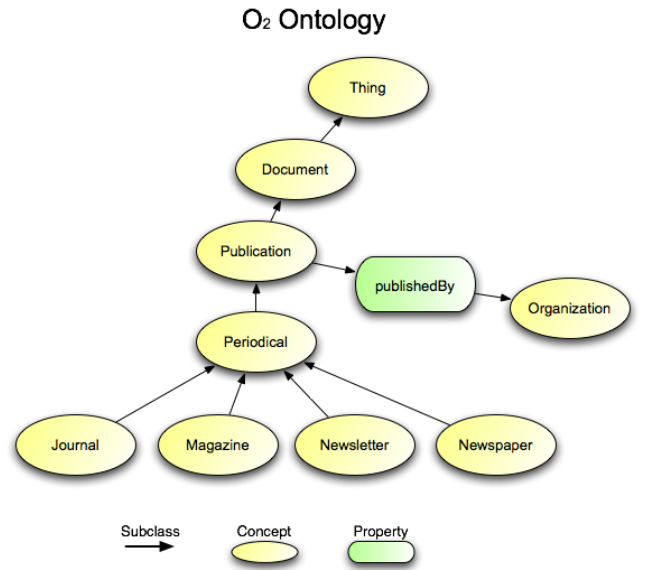 O₂ Ontology
Thing
Document
Publication
publishedBy
Organization
Periodical
Journal
Magazine
Newsletter
Newspaper
Subclass
Concept
Property